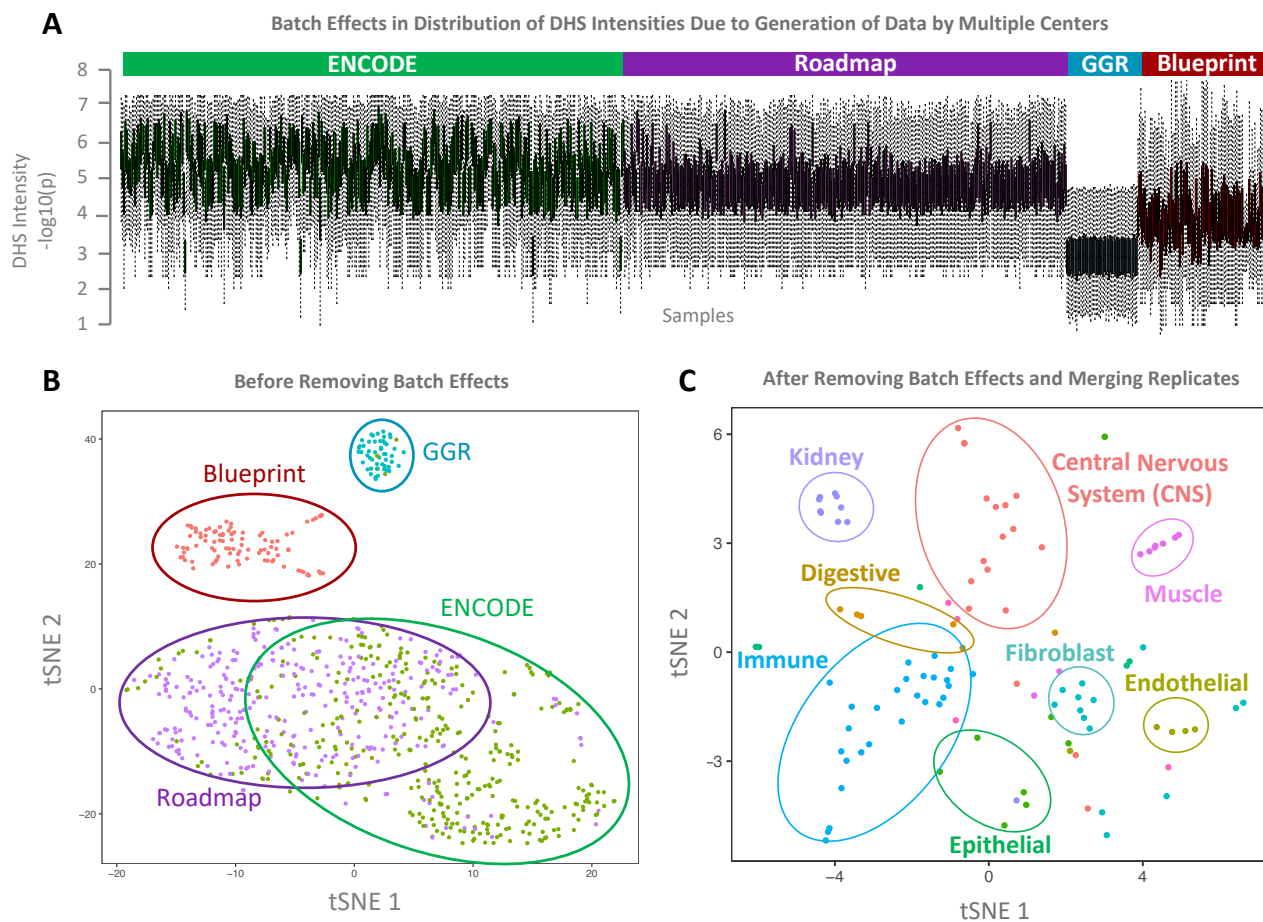 A
Batch Effects in Distribution of DHS Intensities Due to Generation of Data by Multiple Centers
ENCODE
Roadmap
GGR
Blueprint
DHS Intensity
-log10(p)
8
7
6
5
4
3
2
1
Samples
B
Before Removing Batch Effects
GGR
Blueprint
ENCODE
Roadmap
tSNE 2
40
20
0
−20
−20
−10
0
10
20
tSNE 1
C
After Removing Batch Effects and Merging Replicates
Kidney
Central Nervous
System (CNS)
Digestive
Muscle
Immune
Fibroblast
Endothelial
Epithelial
tSNE 2
6
3
0
−3
−4
0
4
tSNE 1